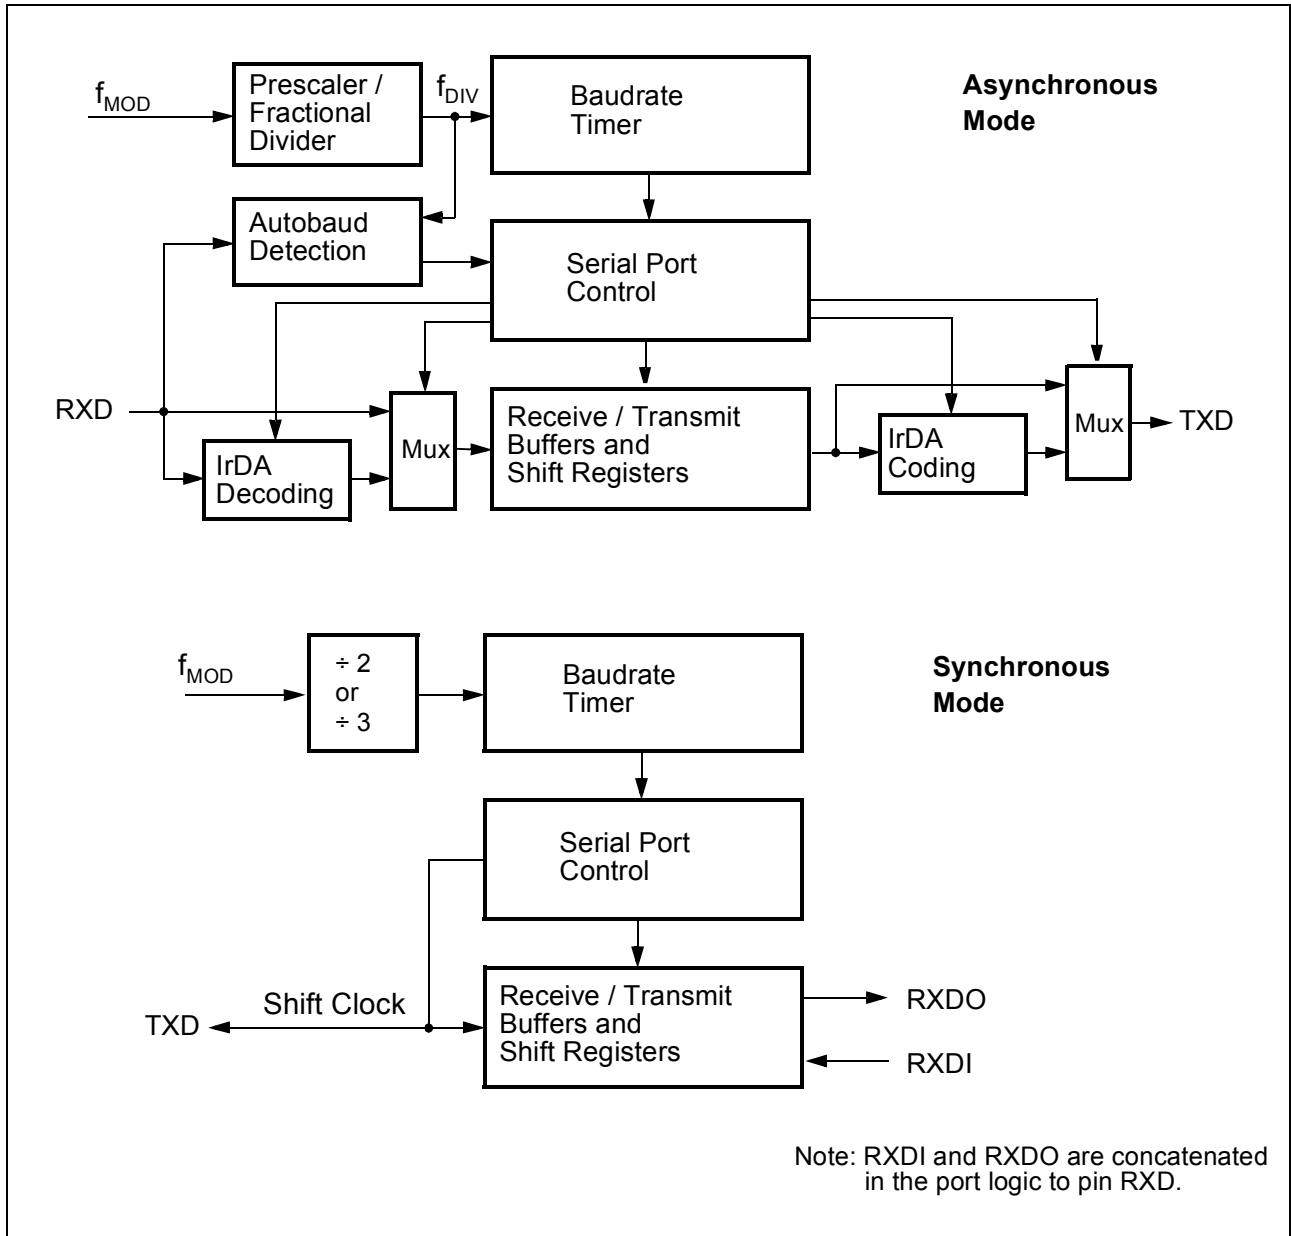 f_MOD
Prescaler /
Fractional
Divider
f_DIV
Baudrate
Timer
Asynchronous
Mode
Autobaud
Detection
Serial Port
Control
RXD
IrDA
Decoding
Mux
Receive / Transmit
Buffers and
Shift Registers
IrDA
Coding
Mux
TXD
f_MOD
÷ 2
or
÷ 3
Baudrate
Timer
Synchronous
Mode
Serial Port
Control
TXD
Shift Clock
Receive / Transmit
Buffers and
Shift Registers
RXDO
RXDI
Note: RXDI and RXDO are concatenated
in the port logic to pin RXD.